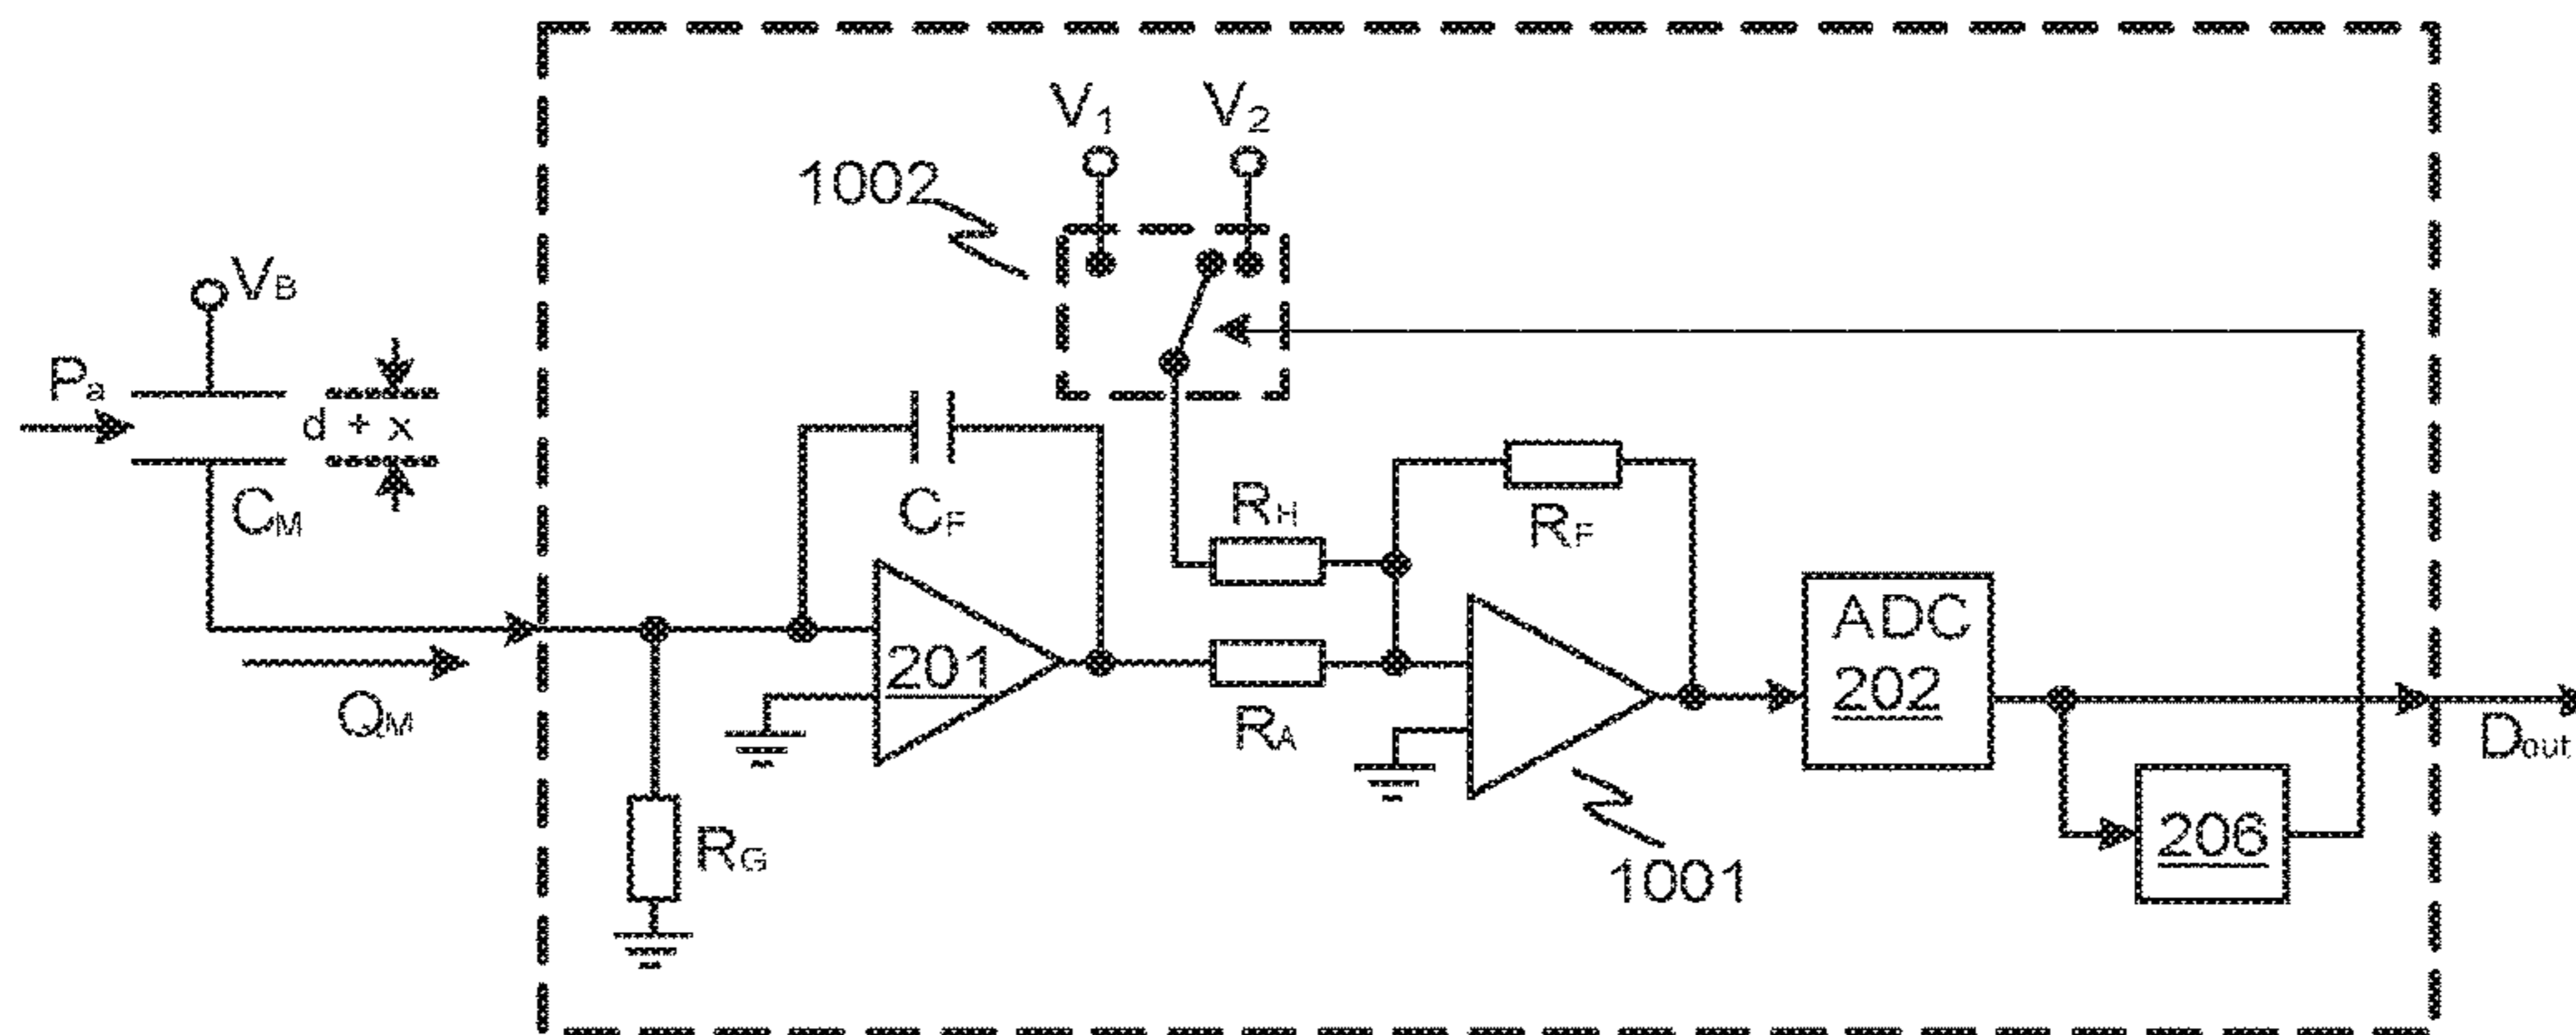 V1
V2
1002
VB
Pa
d + x
CM
CF
RH
RF
201
ADC
202
QM
RA
Dout
RG
206
1001